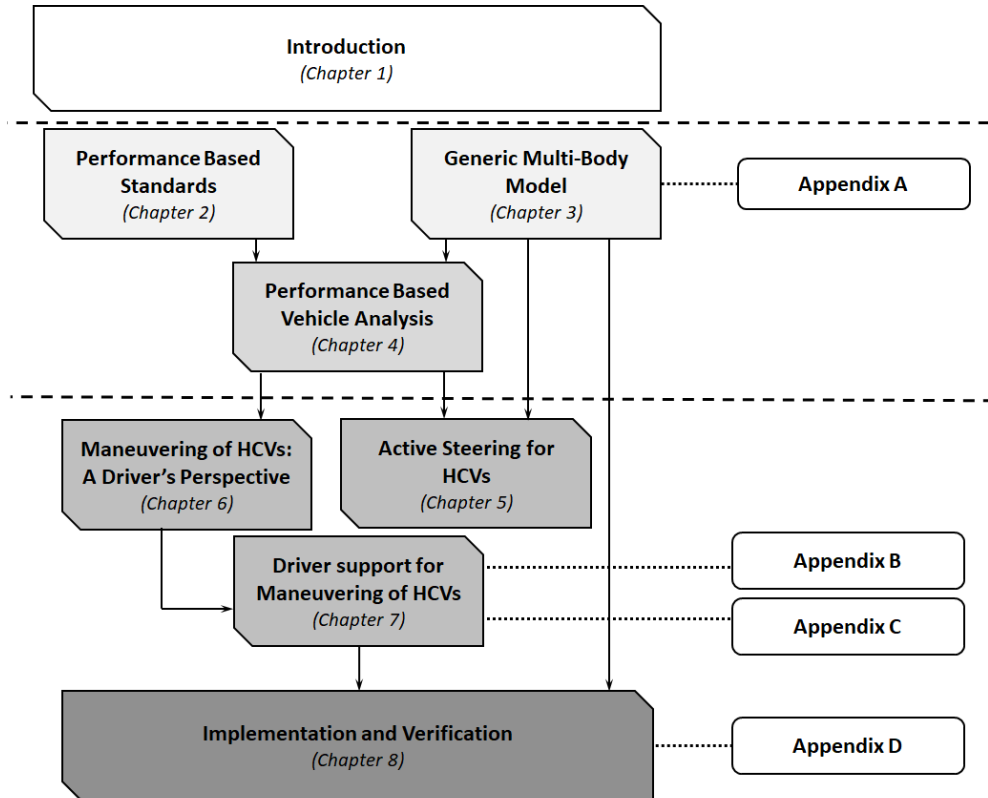 Introduction
(Chapter 1)
Performance Based
Standards
(Chapter 2)
Generic Multi-Body
Model
(Chapter 3)
Appendix A
Performance Based
Vehicle Analysis
(Chapter 4)
Maneuvering of HCVs:
A Driver’s Perspective
(Chapter 6)
Active Steering for
HCVs
(Chapter 5)
Driver support for
Maneuvering of HCVs
(Chapter 7)
Appendix B
Appendix C
Implementation and Verification
(Chapter 8)
Appendix D